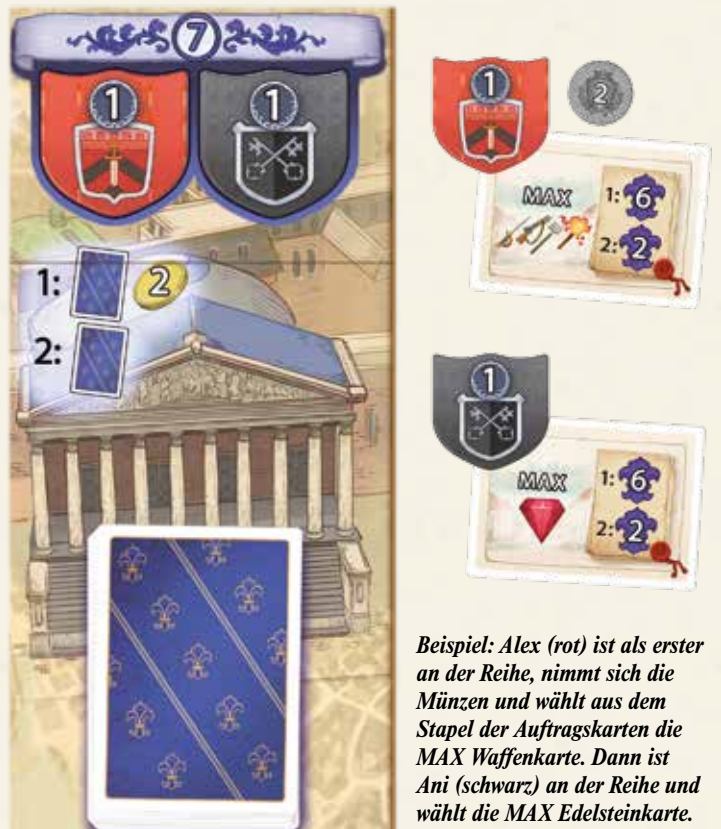 7
1 1
1: 2
2:
1
2
MAX
1: 6
2: 2
1
MAX
1: 6
2: 2
Beispiel: Alex (rot) ist als erster
an der Reihe, nimmt sich die
Münzen und wählt aus dem
Stapel der Auftragskarten die
MAX Waffenkarte. Dann ist
Ani (schwarz) an der Reihe und
wählt die MAX Edelsteinkarte.